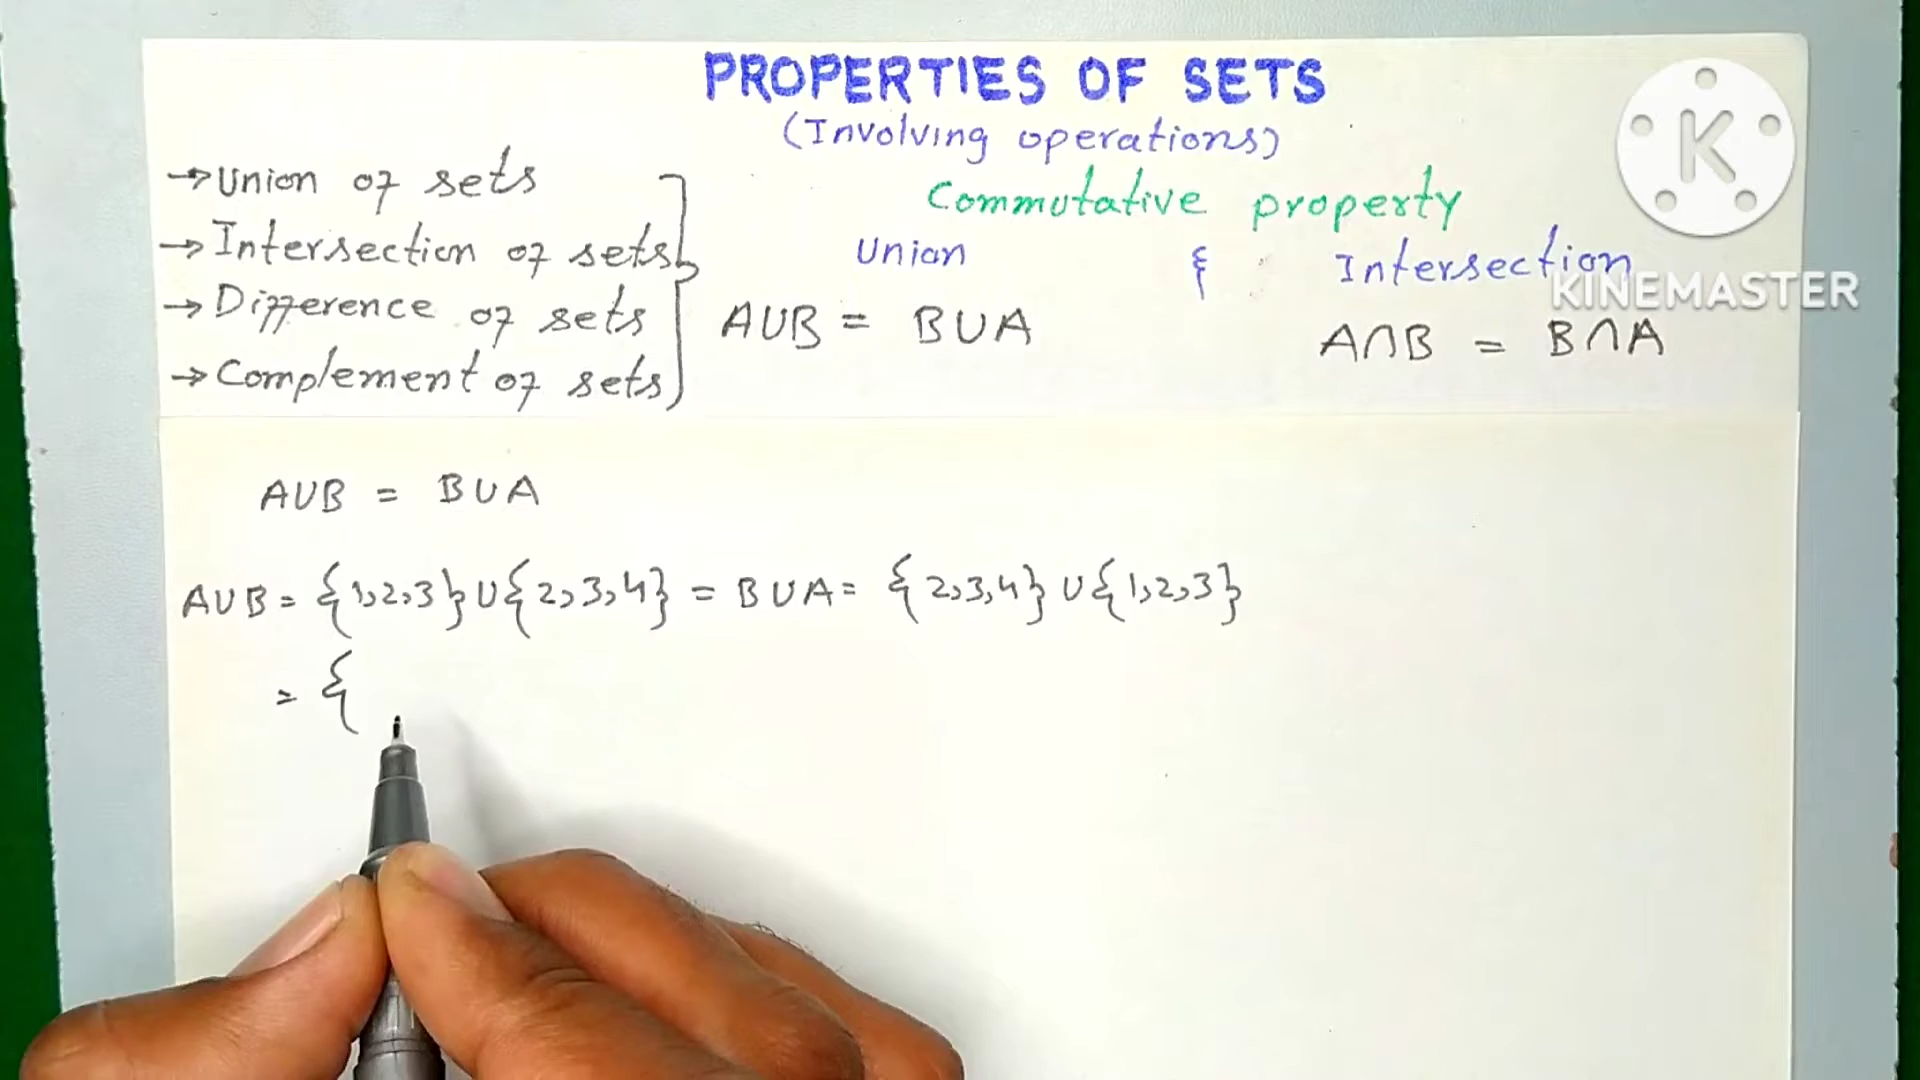 PROPERTIES OF SETS
(Involving operations)
→ Union of sets
→ Intersection of sets
→ Difference of sets
→ Complement of sets
Commutative property
Union & Intersection
A∪B = B∪A
A∩B = B∩A
K
KINEMASTER
A∪B = B∪A
A∪B = {1,2,3} ∪ {2,3,4} = B∪A = {2,3,4} ∪ {1,2,3}
= {